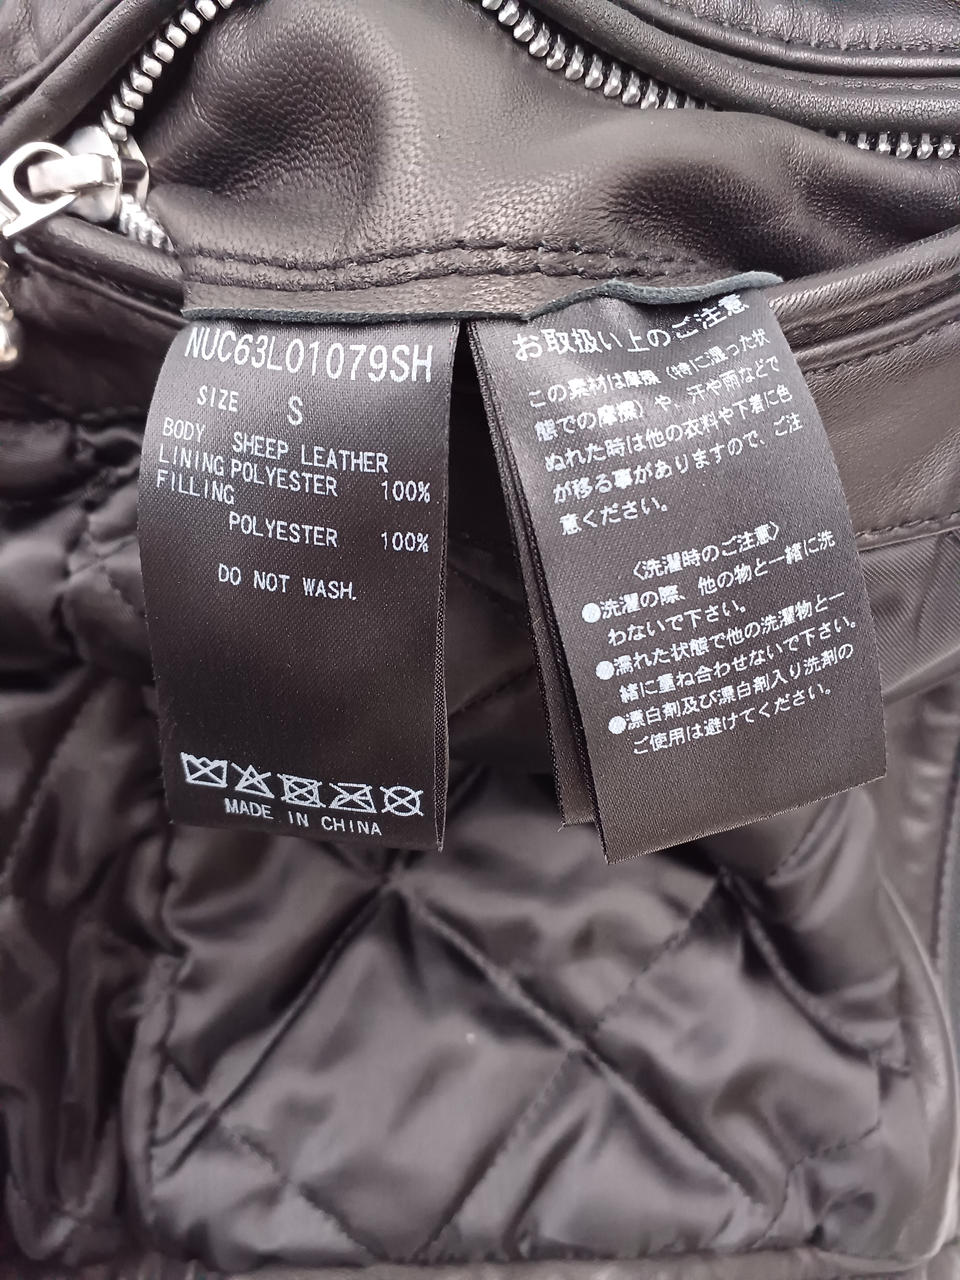 NUC63L01079SH
SIZE S
BODY SHEEP LEATHER
LINING POLYESTER 100%
FILLING
POLYESTER 100%
DO NOT WASH.
MADE IN CHINA
お取扱い上のご注意
この素材は摩擦（特に湿った状
態での摩擦）や、汗や雨などで
ぬれた時は他の衣料や下着に色
が移る事がありますので、ご注
意ください。
〈洗濯時のご注意〉
●洗濯の際、他の物と一緒に洗
わないで下さい。
●濡れた状態で他の洗濯物と一
緒に重ね合わせないで下さい。
●漂白剤及び漂白剤入り洗剤の
ご使用は避けてください。